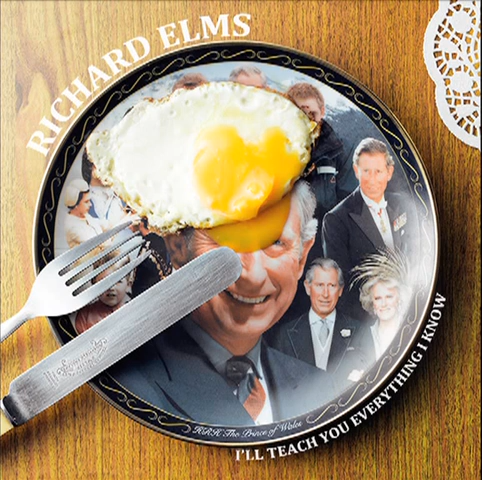 RICHARD ELMS
HRH The Prince of Wales
I'LL TEACH YOU EVERYTHING I KNOW